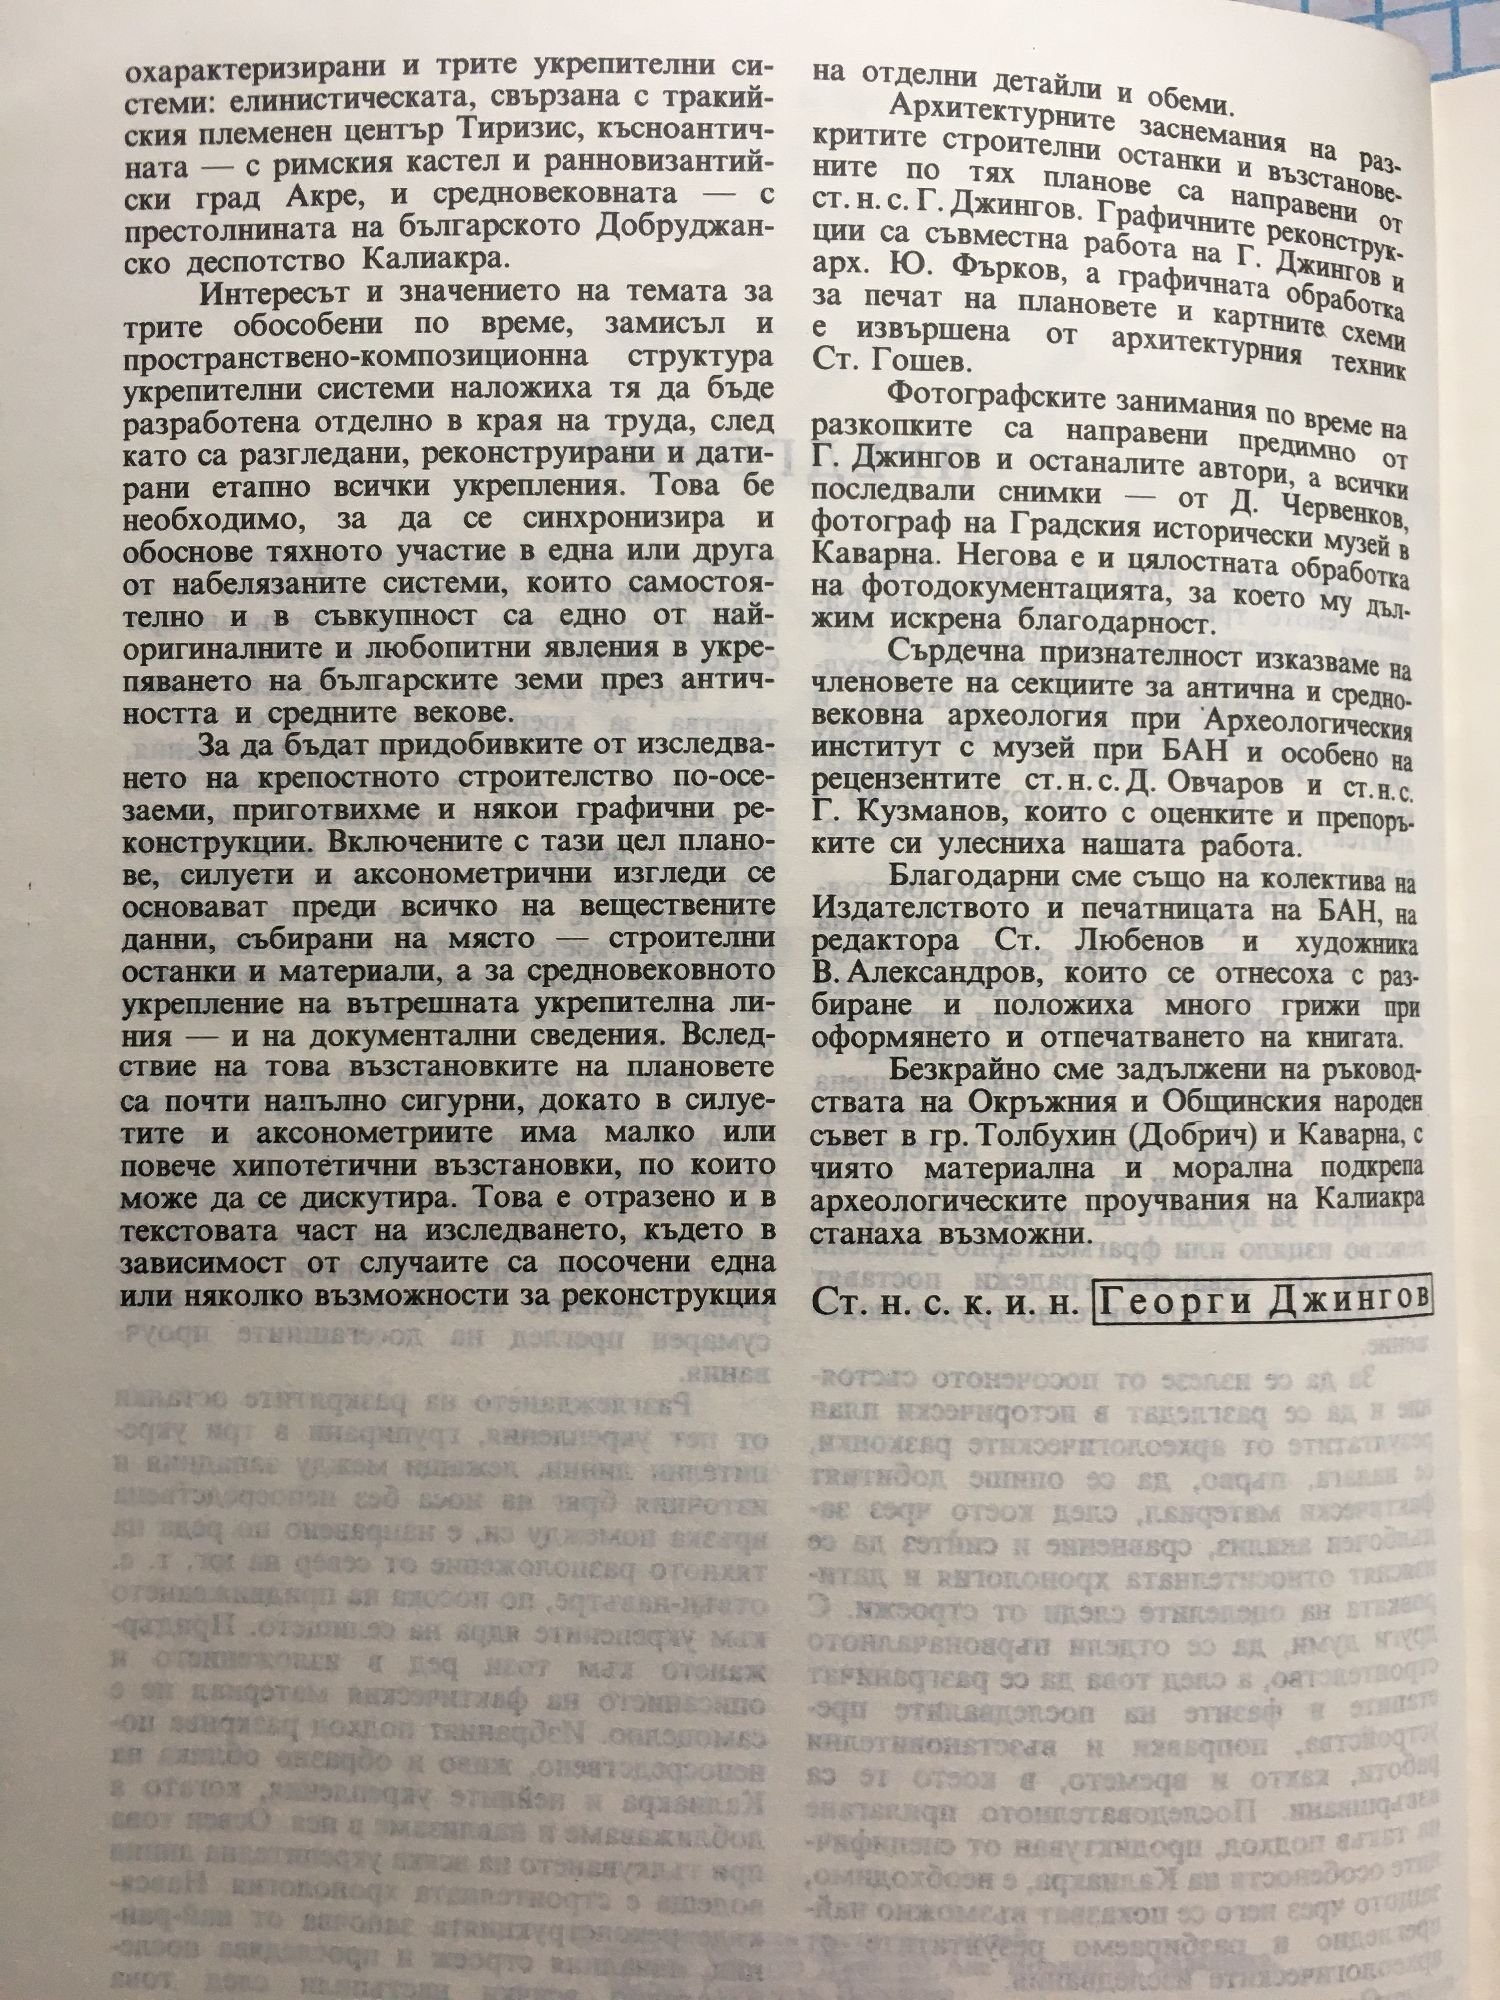 охарактеризирани и трите укрепителни си-
стеми: елинистическата, свързана с тракий-
ския племенен център Тиризис, късноантич-
ната — с римския кастел и ранновизантий-
ски град Акре, и средновековната — с
престолнината на българското Добруджан-
ско деспотство Калиакра.
Интересът и значението на темата за
трите обособени по време, замисъл и
пространствено-композиционна структура
укрепителни системи наложиха тя да бъде
разработена отделно в края на труда, след
като са разгледани, реконструирани и дати-
рани етапно всички укрепления. Това бе
необходимо, за да се синхронизира и
обоснове тяхното участие в една или друга
от набелязаните системи, които самостоя-
телно и в съвкупност са едно от най-
оригиналните и любопитни явления в укре-
пяването на българските земи през антич-
ността и средните векове.
За да бъдат придобивките от изследва-
нето на крепостното строителство по-осе-
заеми, приготвихме и някои графични ре-
конструкции. Включените с тази цел плано-
ве, силуети и аксонометрични изгледи се
основават преди всичко на веществените
данни, събирани на място — строителни
останки и материали, а за средновековното
укрепление на вътрешната укрепителна ли-
ния — и на документални сведения. Вслед-
ствие на това възстановките на плановете
са почти напълно сигурни, докато в силуе-
тите и аксонометриите има малко или
повече хипотетични възстановки, по които
може да се дискутира. Това е отразено и в
текстовата част на изследването, където в
зависимост от случаите са посочени една
или няколко възможности за реконструкция
на отделни детайли и обеми.
Архитектурните заснемания на раз-
критите строителни останки и възстанове-
ните по тях планове са направени от
ст. н. с. Г. Джингов. Графичните реконструк-
ции са съвместна работа на Г. Джингов и
арх. Ю. Фърков, а графичната обработка
за печат на плановете и картните схеми
е извършена от архитектурния техник
Ст. Гошев.
Фотографските занимания по време на
разкопките са направени предимно от
Г. Джингов и останалите автори, а всички
последвали снимки — от Д. Червенков,
фотограф на Градския исторически музей в
Каварна. Негова е и цялостната обработка
на фотодокументацията, за което му дъл-
жим искрена благодарност.
Сърдечна признателност изказваме на
членовете на секциите за антична и средно-
вековна археология при Археологическия
институт с музей при БАН и особено на
рецензентите ст. н. с. Д. Овчаров и ст. н. с.
Г. Кузманов, които с оценките и препоръ-
ките си улесниха нашата работа.
Благодарни сме също на колектива на
Издателството и печатницата на БАН, на
редактора Ст. Любенов и художника
В. Александров, които се отнесоха с раз-
биране и положиха много грижи при
оформянето и отпечатването на книгата.
Безкрайно сме задължени на ръковод-
ствата на Окръжния и Общинския народен
съвет в гр. Толбухин (Добрич) и Каварна, с
чиято материална и морална подкрепа
археологическите проучвания на Калиакра
станаха възможни.
Ст. н. с. к. и. н. Георги Джингов